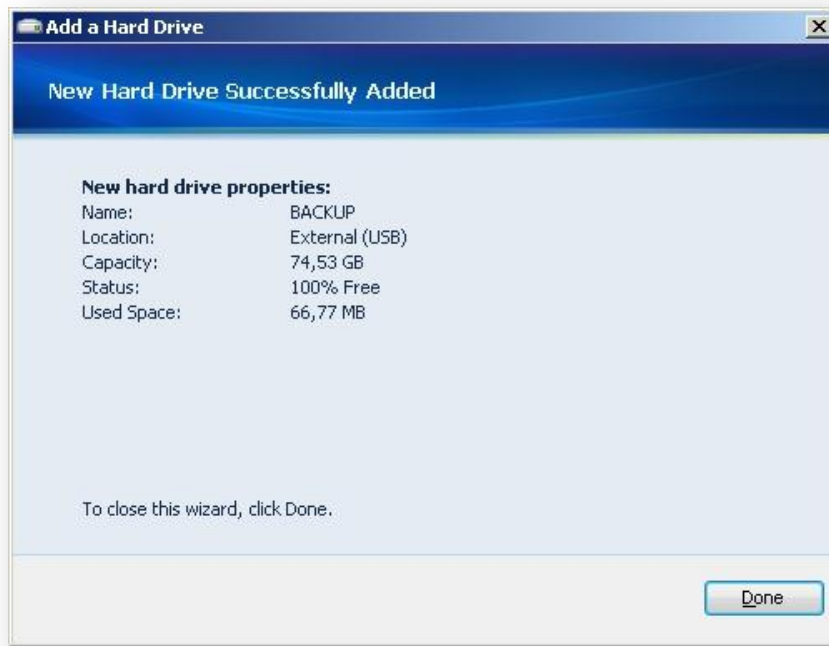 Add a Hard Drive
New Hard Drive Successfully Added
New hard drive properties:
Name: BACKUP
Location: External (USB)
Capacity: 74,53 GB
Status: 100% Free
Used Space: 66,77 MB
To close this wizard, click Done.
Done